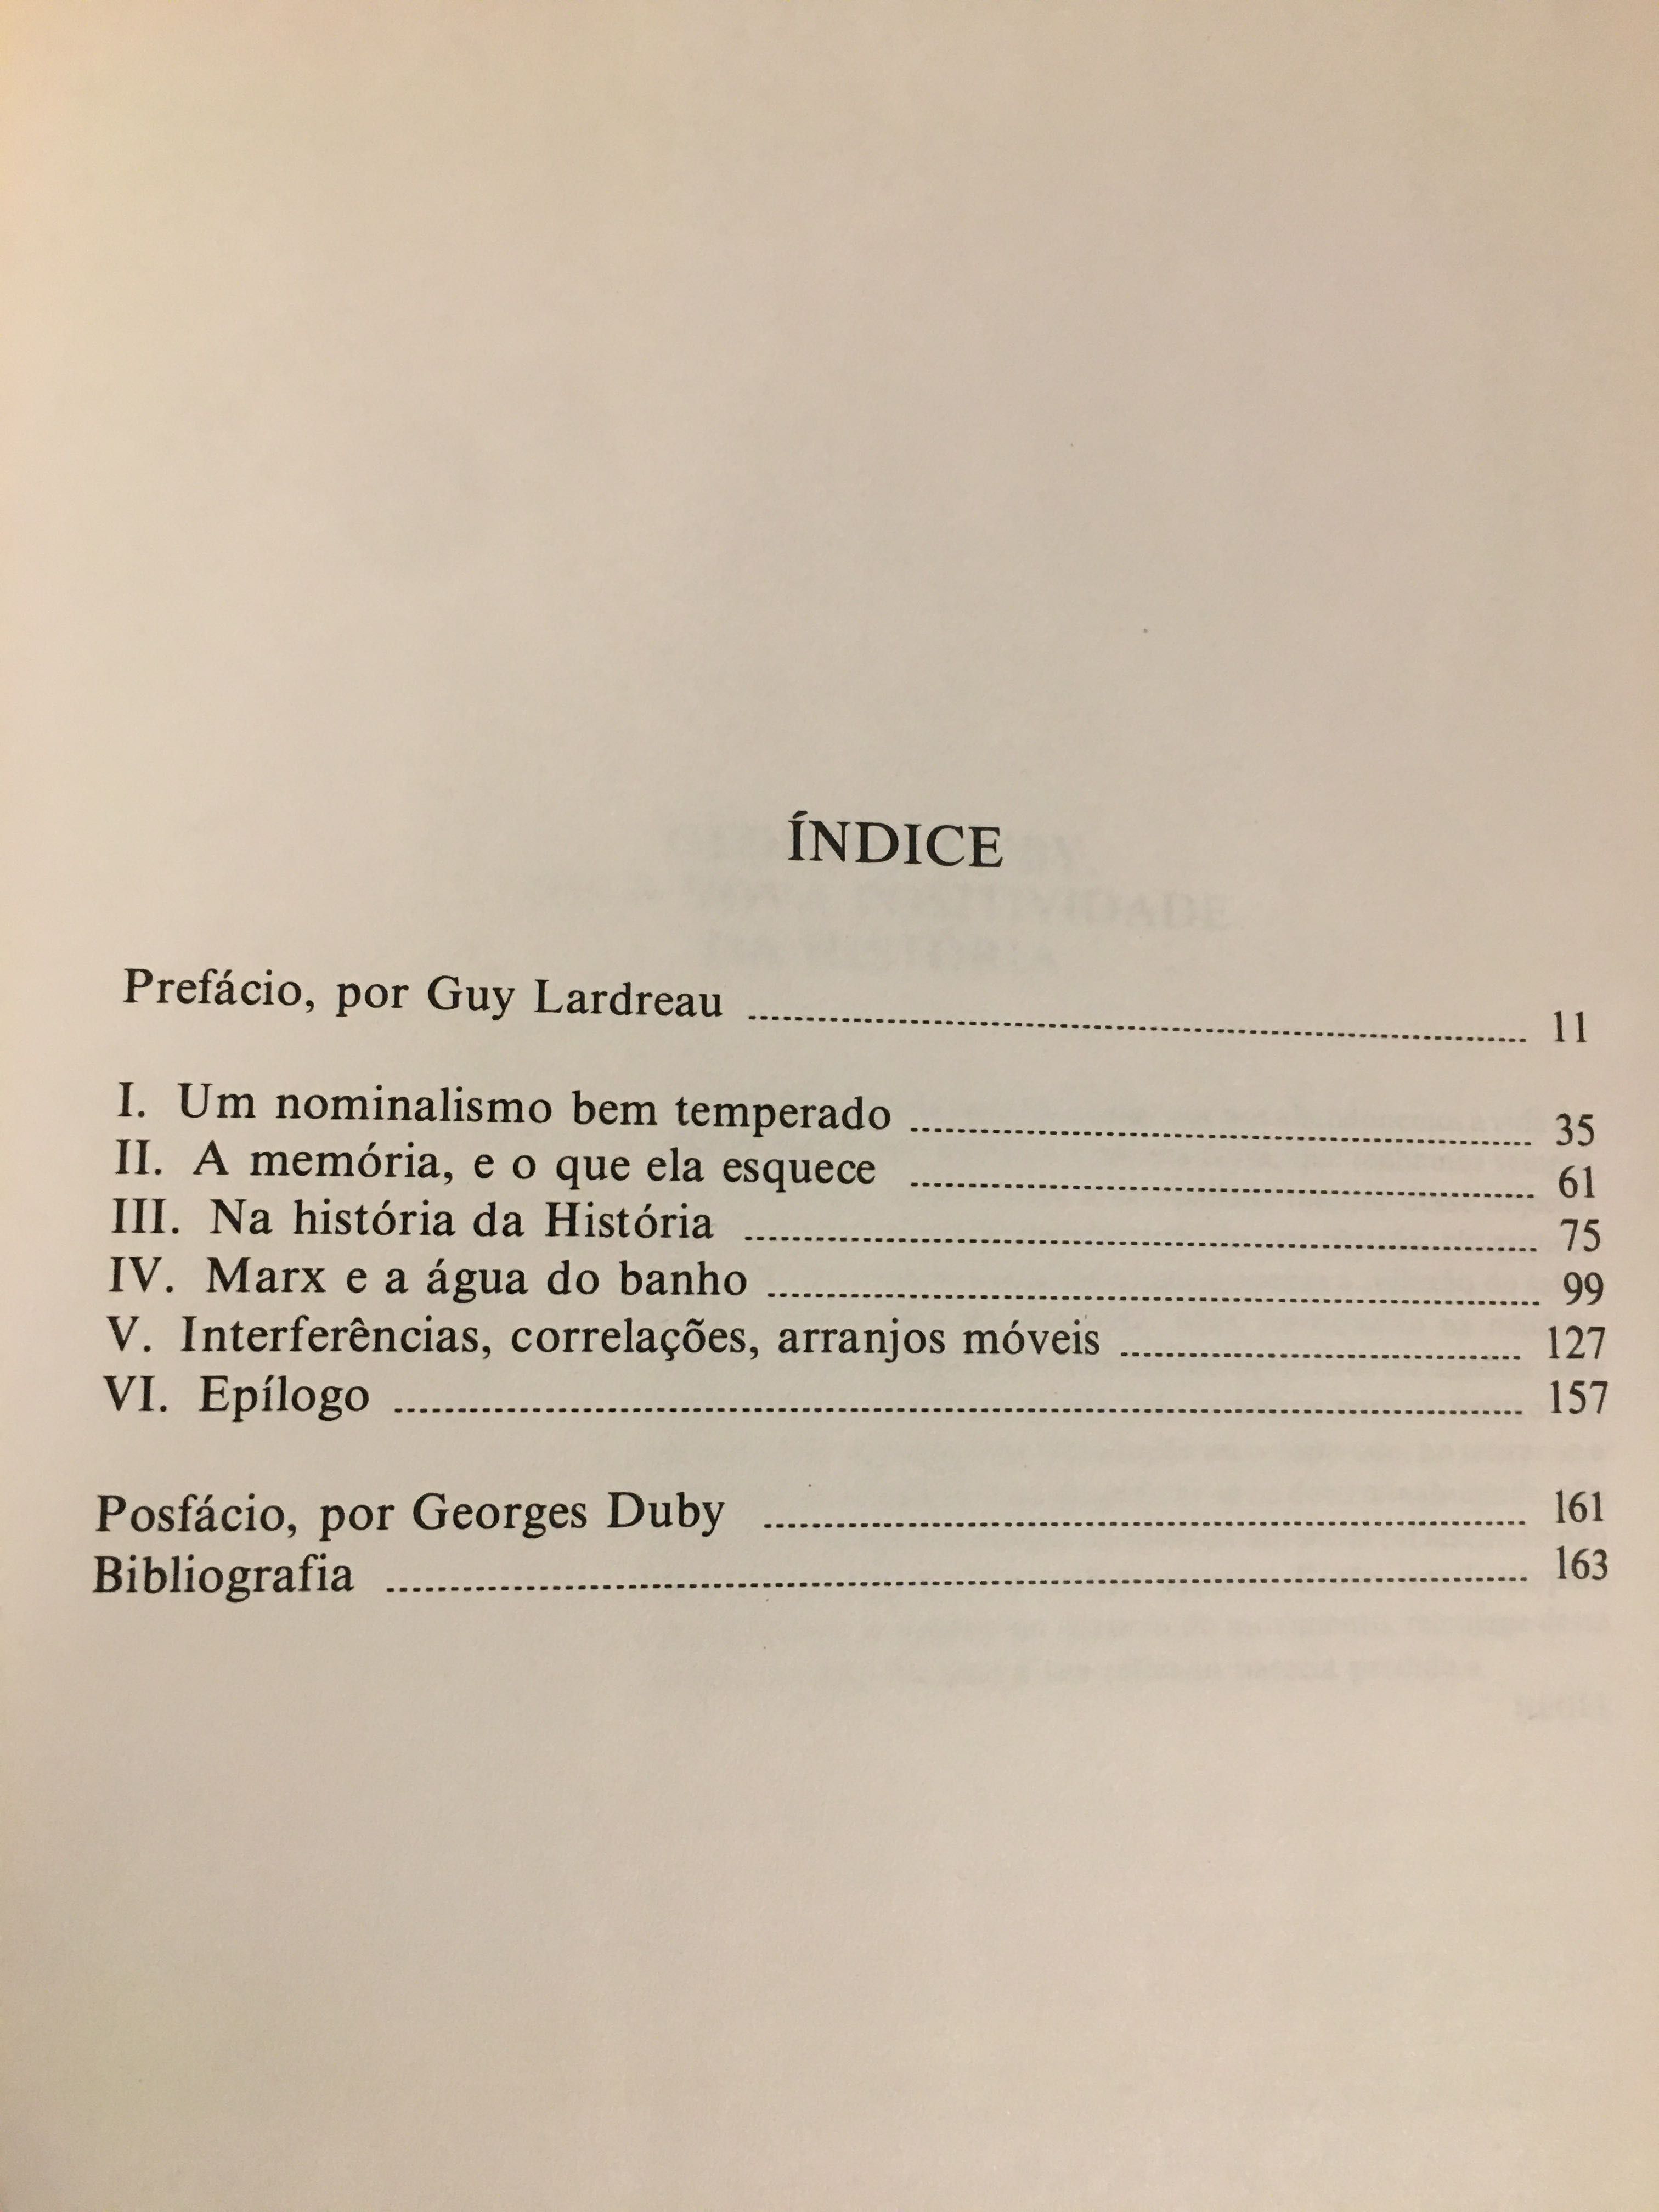 ÍNDICE
Prefácio, por Guy Lardreau ........ 11
I. Um nominalismo bem temperado ........ 35
II. A memória, e o que ela esquece ........ 61
III. Na história da História ........ 75
IV. Marx e a água do banho ........ 99
V. Interferências, correlações, arranjos móveis ........ 127
VI. Epílogo ........ 157
Posfácio, por Georges Duby ........ 161
Bibliografia ........ 163